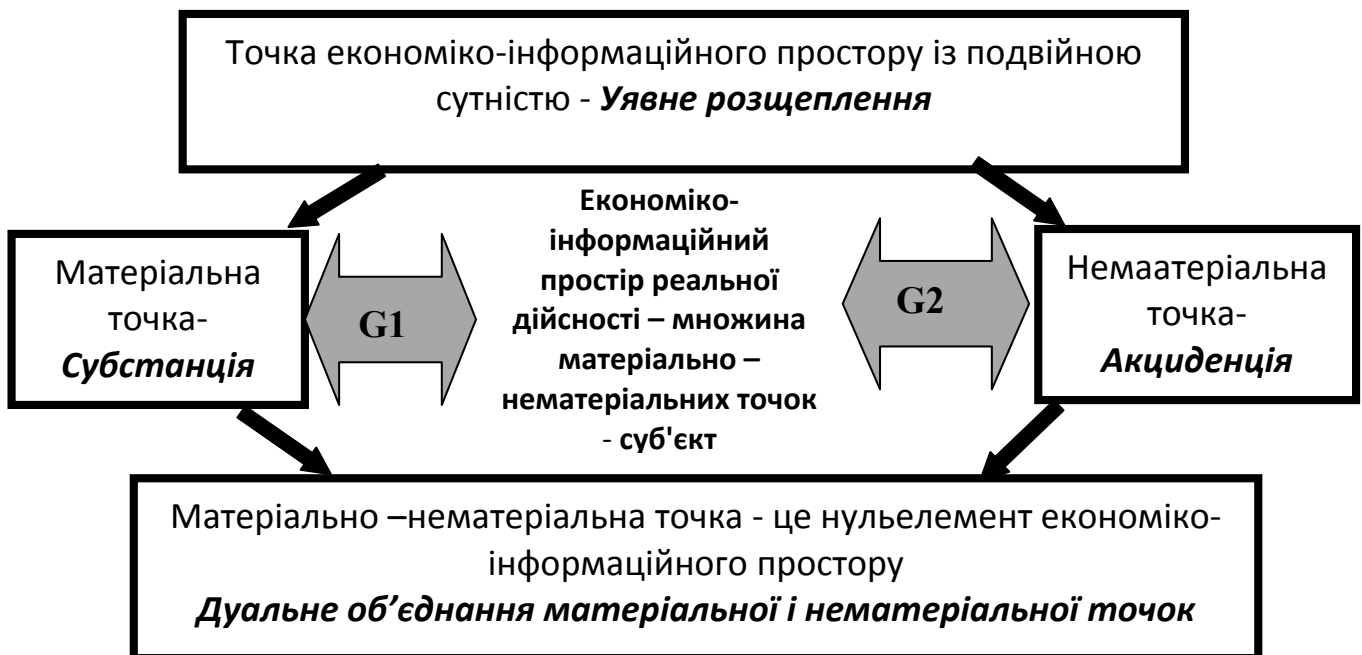 Точка економіко-інформаційного простору із подвійною
сутністю - Уявне розщеплення
Матеріальна
точка-
Субстанція
G1
Економіко-
інформаційний
простір реальної
дійсності – множина
матеріально –
нематеріальних точок
- суб'єкт
G2
Немаатеріальна
точка-
Акциденція
Матеріально –нематеріальна точка - це нульелемент економіко-
інформаційного простору
Дуальне об’єднання матеріальної і нематеріальної точок